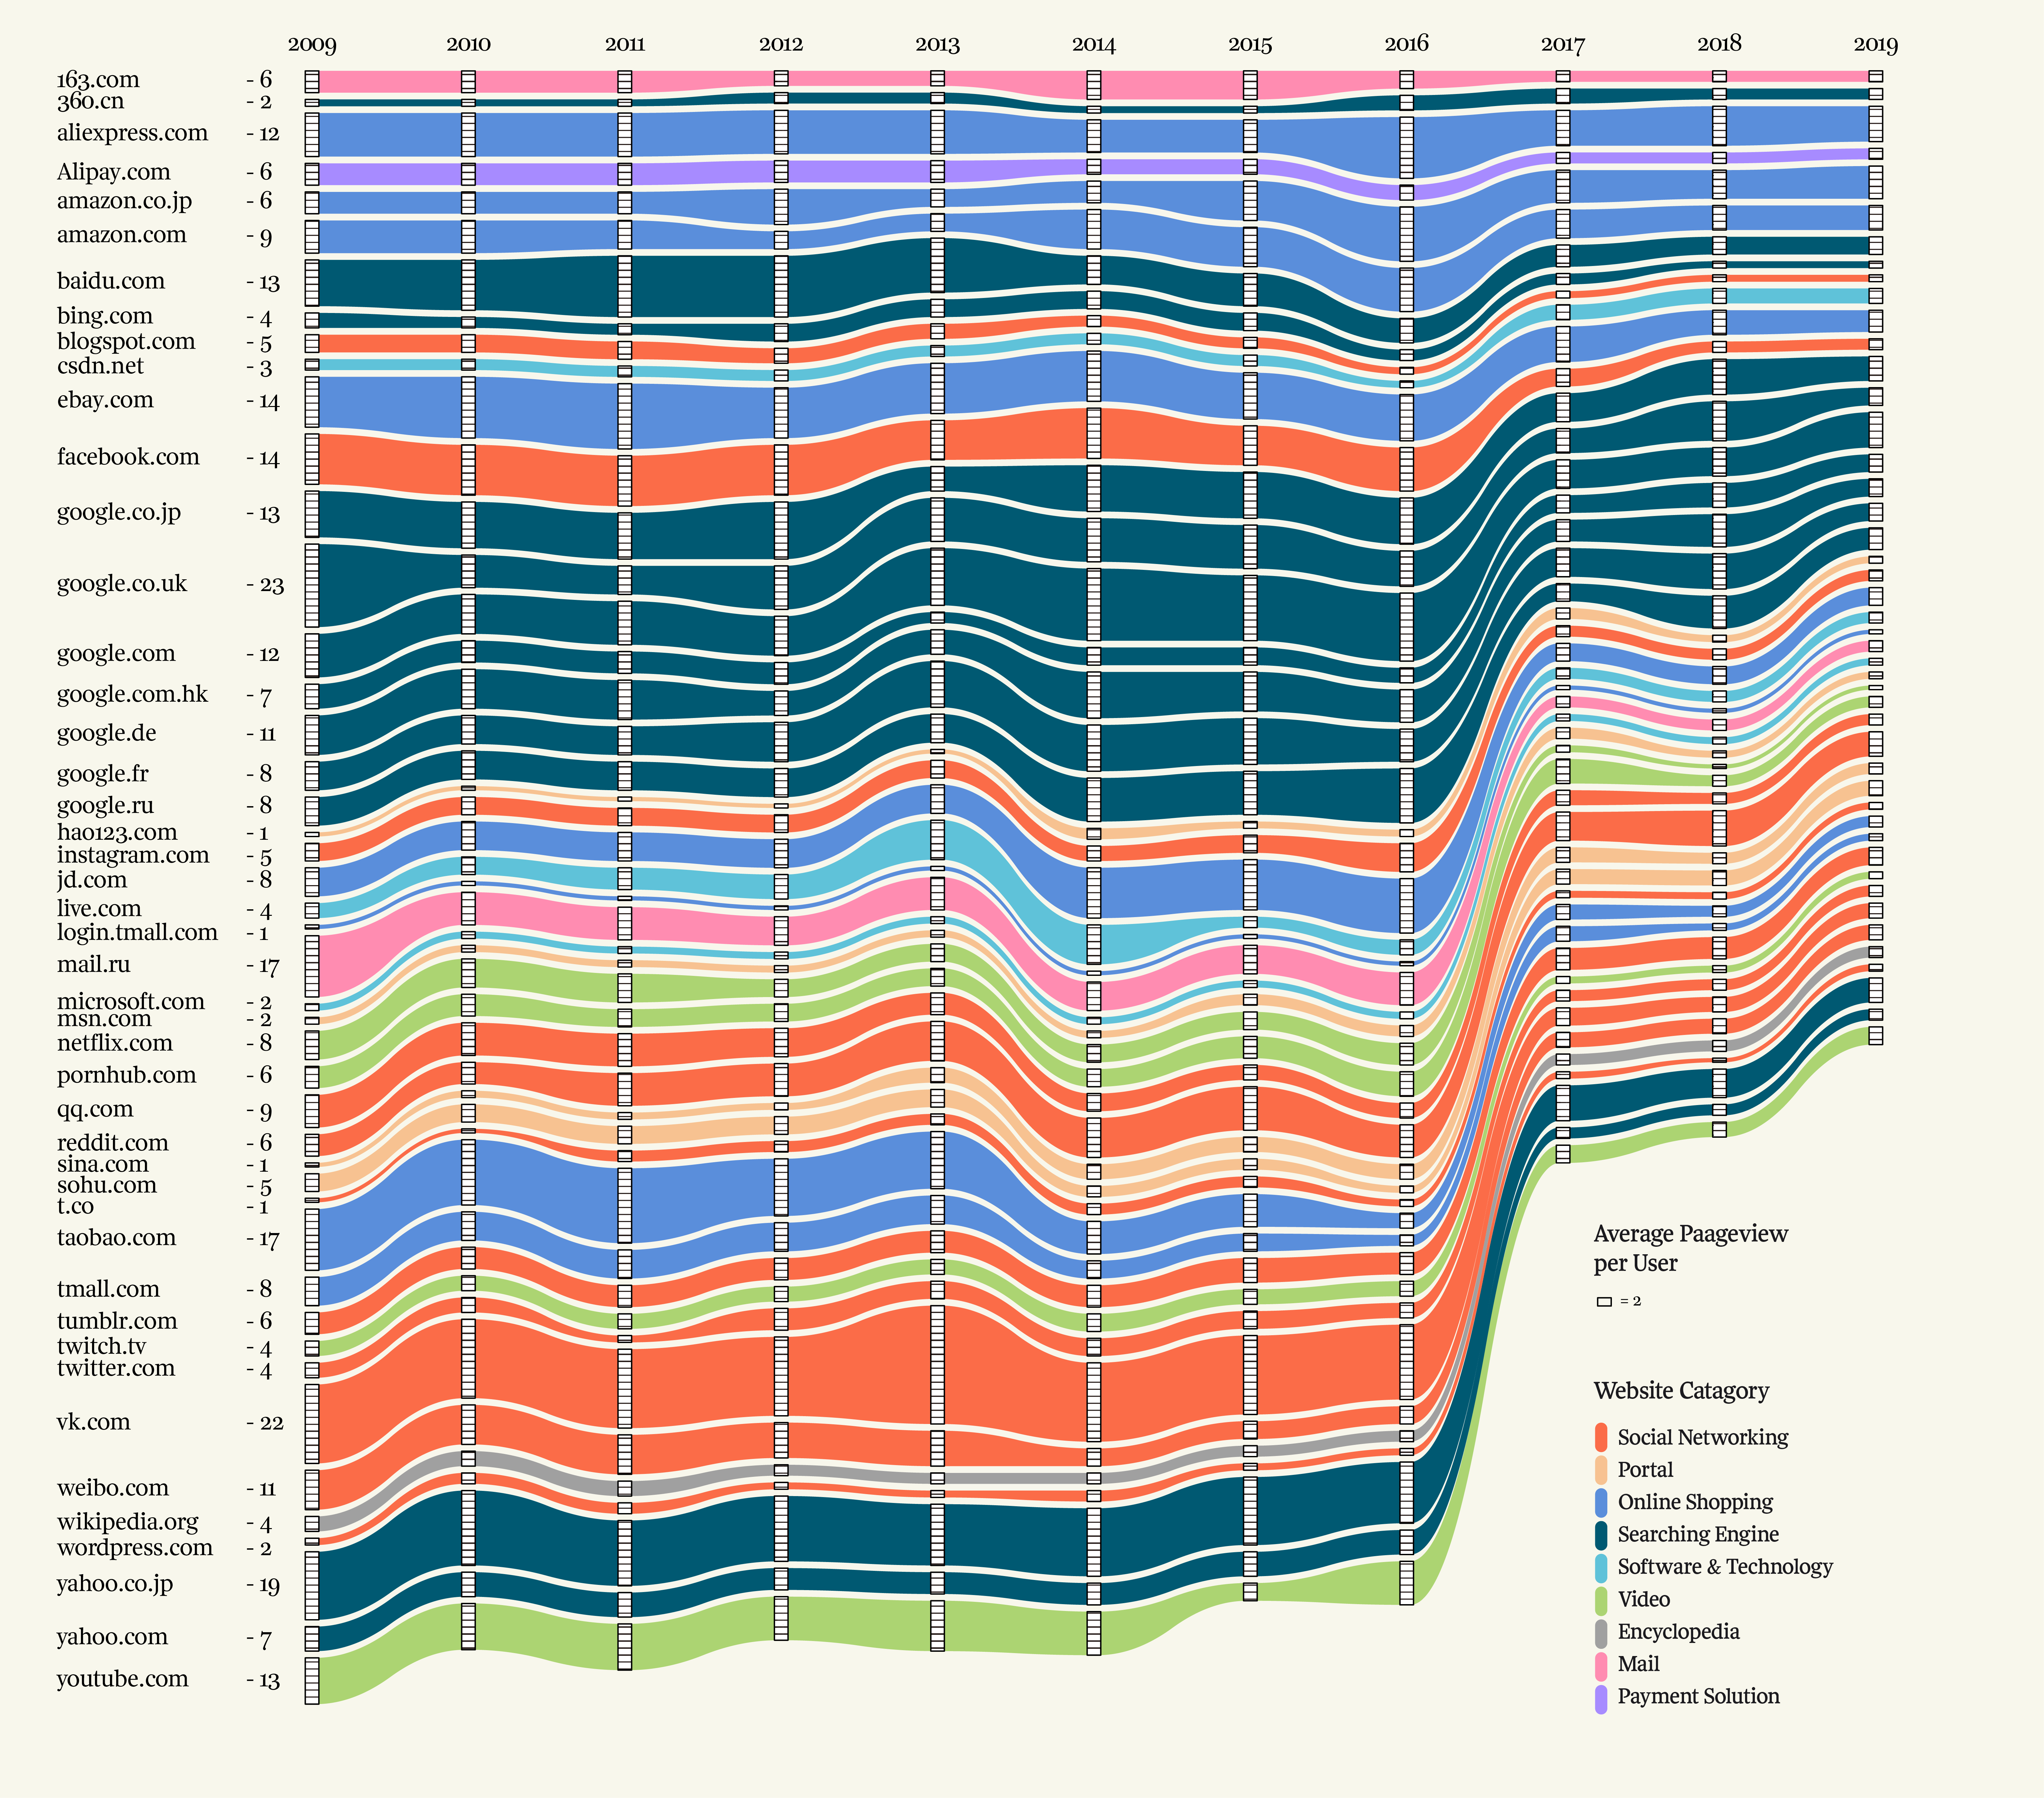 2009 2010 2011 2012 2013 2014 2015 2016 2017 2018 2019
163.com - 6
360.cn - 2
aliexpress.com - 12
Alipay.com - 6
amazon.co.jp - 6
amazon.com - 9
baidu.com - 13
bing.com - 4
blogspot.com - 5
csdn.net - 3
ebay.com - 14
facebook.com - 14
google.co.jp - 13
google.co.uk - 23
google.com - 12
google.com.hk - 7
google.de - 11
google.fr - 8
google.ru - 8
hao123.com - 1
instagram.com - 5
jd.com - 8
live.com - 4
login.tmall.com - 1
mail.ru - 17
microsoft.com - 2
msn.com - 2
netflix.com - 8
pornhub.com - 6
qq.com - 9
reddit.com - 6
sina.com - 1
sohu.com - 5
t.co - 1
taobao.com - 17
tmall.com - 8
tumblr.com - 6
twitch.tv - 4
twitter.com - 4
vk.com - 22
weibo.com - 11
wikipedia.org - 4
wordpress.com - 2
yahoo.co.jp - 19
yahoo.com - 7
youtube.com - 13
Average Paageview
per User
= 2
Website Catagory
Social Networking
Portal
Online Shopping
Searching Engine
Software & Technology
Video
Encyclopedia
Mail
Payment Solution